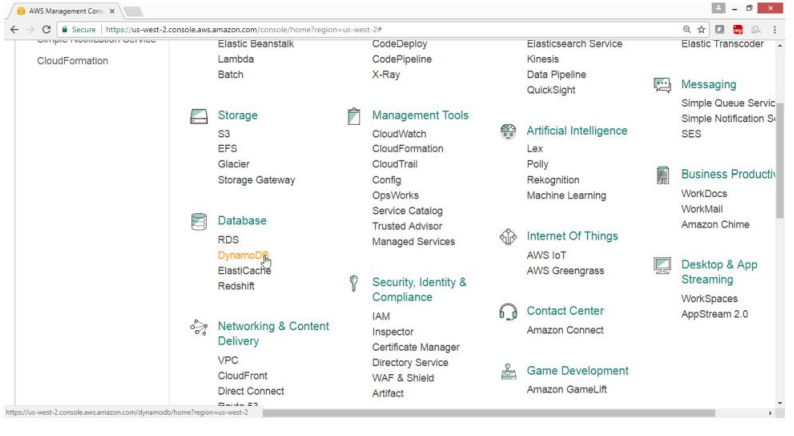 AWS Management Conso
Secure | https://us-west-2.console.aws.amazon.com/console/home?region=us-west-2#
Simple Notification Service
CloudFormation
Elastic Beanstalk
Lambda
Batch
Storage
S3
EFS
Glacier
Storage Gateway
Database
RDS
DynamoDB
ElastiCache
Redshift
Networking & Content
Delivery
VPC
CloudFront
Direct Connect
Route 53
CodeDeploy
CodePipeline
X-Ray
Management Tools
CloudWatch
CloudFormation
CloudTrail
Config
OpsWorks
Service Catalog
Trusted Advisor
Managed Services
Security, Identity &
Compliance
IAM
Inspector
Certificate Manager
Directory Service
WAF & Shield
Artifact
Elasticsearch Service
Kinesis
Data Pipeline
QuickSight
Artificial Intelligence
Lex
Polly
Rekognition
Machine Learning
Internet Of Things
AWS IoT
AWS Greengrass
Contact Center
Amazon Connect
Game Development
Amazon GameLift
Elastic Transcoder
Messaging
Simple Queue Servic
Simple Notification Se
SES
Business Productiv
WorkDocs
WorkMail
Amazon Chime
Desktop & App
Streaming
WorkSpaces
AppStream 2.0
https://us-west-2.console.aws.amazon.com/dynamodb/home?region=us-west-2